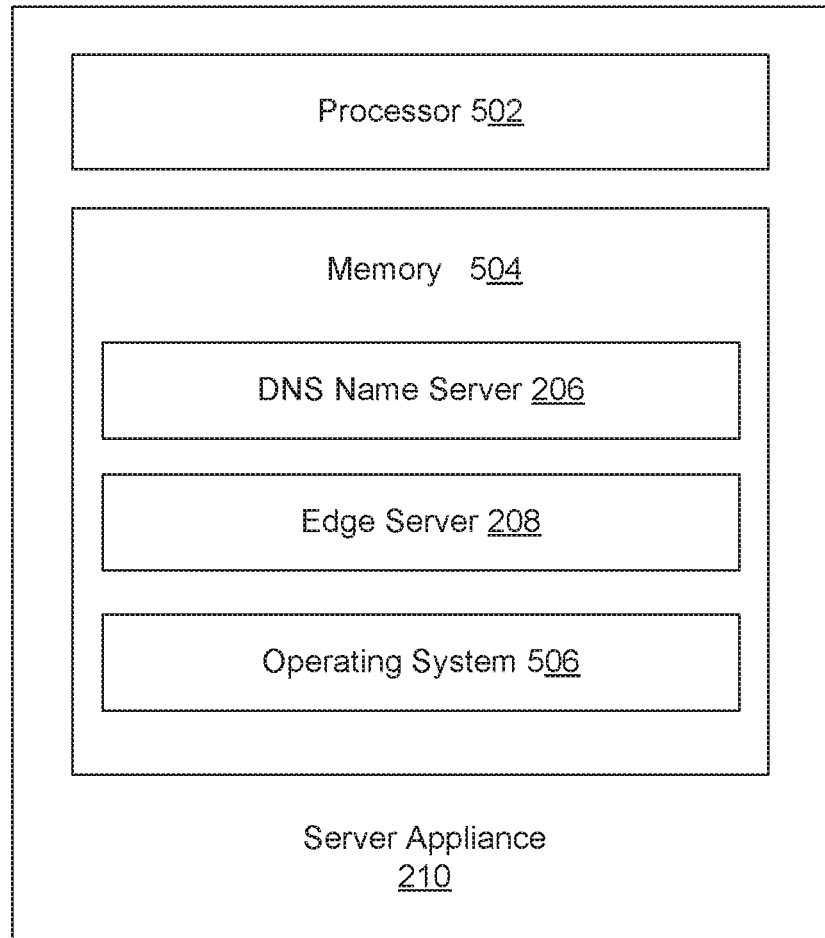 Processor 502
Memory 504
DNS Name Server 206
Edge Server 208
Operating System 506
Server Appliance
210